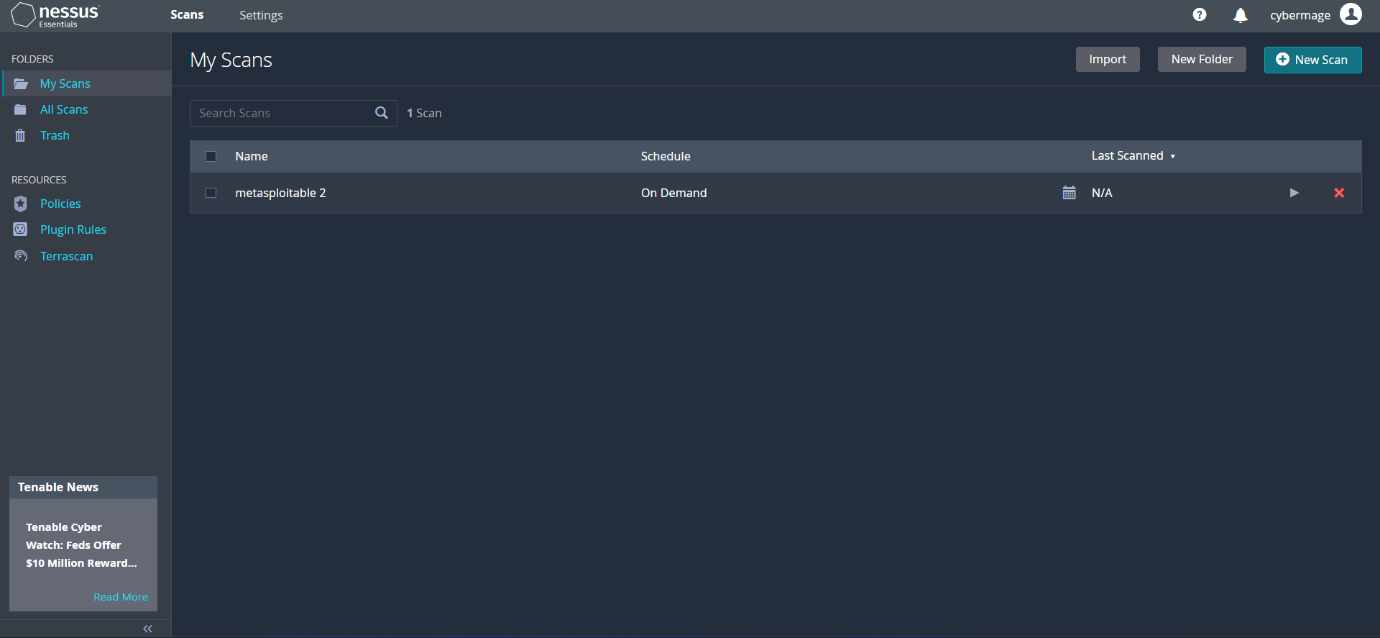 nessus Essentials
Scans Settings cybermage
FOLDERS
My Scans
All Scans
Trash
RESOURCES
Policies
Plugin Rules
Terrascan
Tenable News
Tenable Cyber
Watch: Feds Offer
$10 Million Reward...
Read More
My Scans
Import New Folder New Scan
Search Scans 1 Scan
Name Schedule Last Scanned
metasploitable 2 On Demand N/A